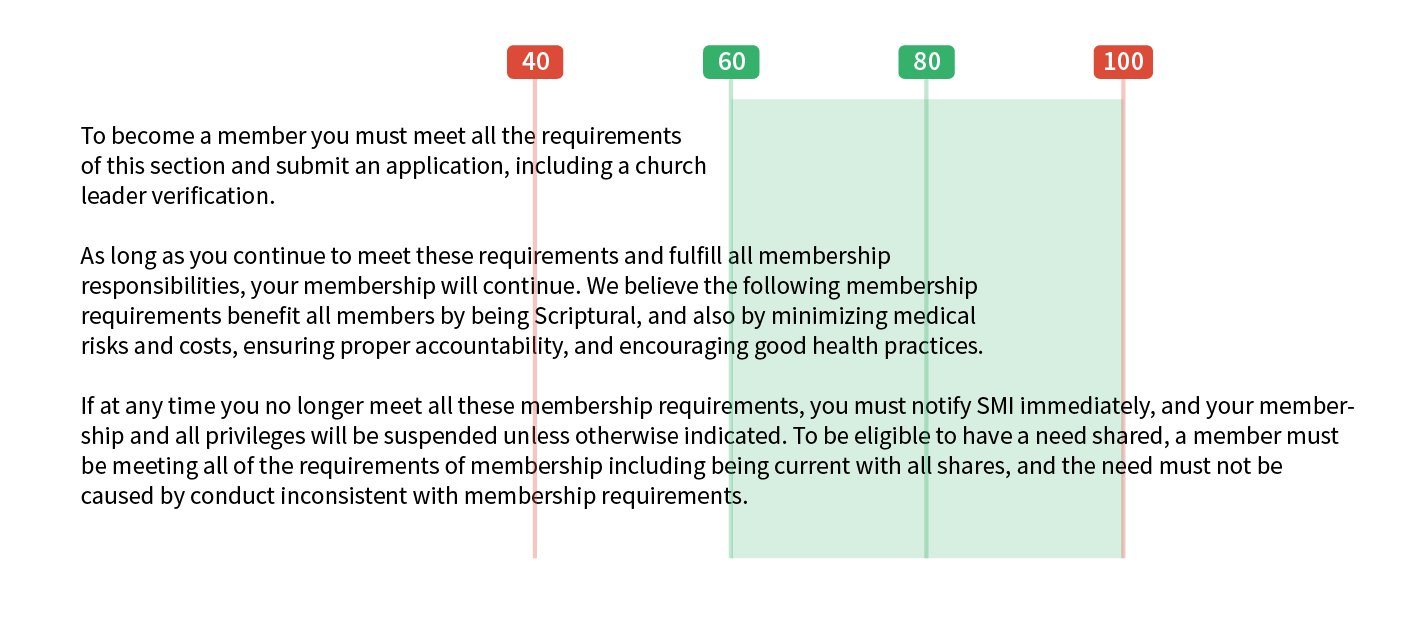 40 60 80 100
To become a member you must meet all the requirements
of this section and submit an application, including a church
leader verification.
As long as you continue to meet these requirements and fulfill all membership
responsibilities, your membership will continue. We believe the following membership
requirements benefit all members by being Scriptural, and also by minimizing medical
risks and costs, ensuring proper accountability, and encouraging good health practices.
If at any time you no longer meet all these membership requirements, you must notify SMI immediately, and your member-
ship and all privileges will be suspended unless otherwise indicated. To be eligible to have a need shared, a member must
be meeting all of the requirements of membership including being current with all shares, and the need must not be
caused by conduct inconsistent with membership requirements.